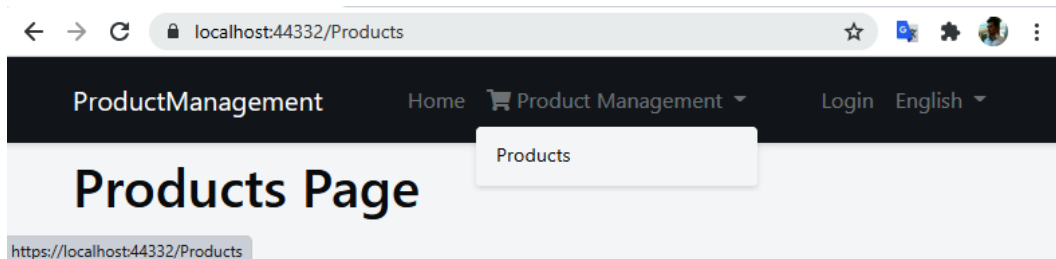 localhost:44332/Products
ProductManagement Home Product Management Login English
Products
Products Page
https://localhost:44332/Products